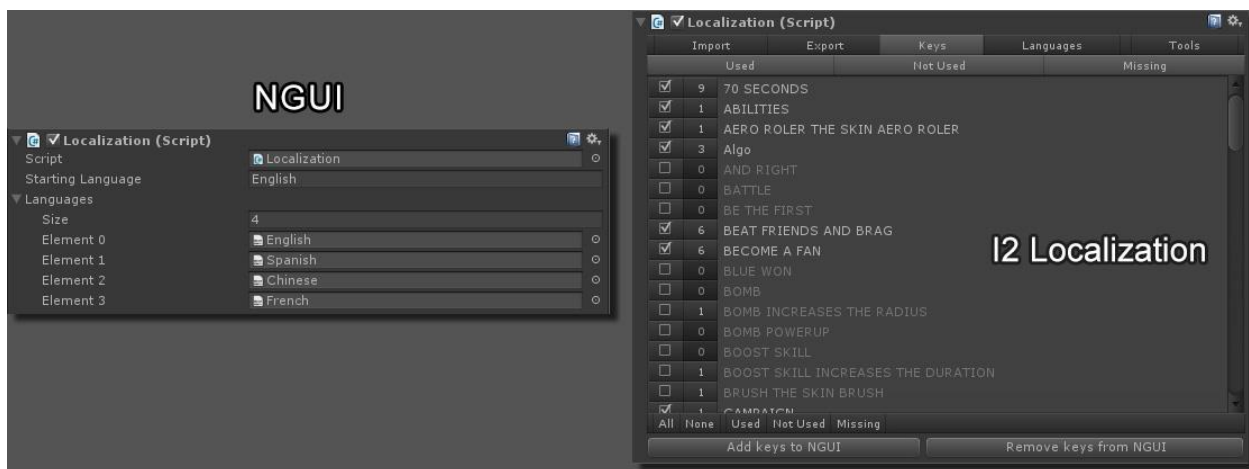 NGUI
Localization (Script)
Script Localization
Starting Language English
Languages
Size 4
Element 0 English
Element 1 Spanish
Element 2 Chinese
Element 3 French
Localization (Script)
Import Export Keys Languages Tools
Used Not Used Missing
9 70 SECONDS
1 ABILITIES
1 AERO ROLER THE SKIN AERO ROLER
3 Algo
0 AND RIGHT
0 BATTLE
0 BE THE FIRST
6 BEAT FRIENDS AND BRAG
6 BECOME A FAN
0 BLUE WON
0 BOMB
1 BOMB INCREASES THE RADIUS
0 BOMB POWERUP
0 BOOST SKILL
1 BOOST SKILL INCREASES THE DURATION
1 BRUSH THE SKIN BRUSH
1 CAMPAIGN
I2 Localization
All None Used Not Used Missing
Add keys to NGUI Remove keys from NGUI